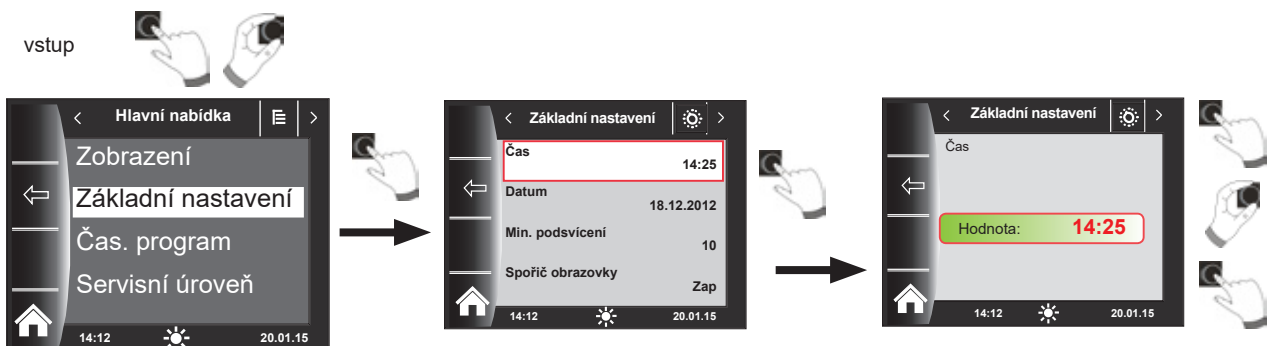 vstup
Hlavní nabídka
Zobrazení
Základní nastavení
Čas. program
Servisní úroveň
14:12
20.01.15
Základní nastavení
Čas
14:25
Datum
18.12.2012
Min. podsvícení
10
Spořič obrazovky
Zap
14:12
20.01.15
Základní nastavení
Čas
Hodnota: 14:25
14:12
20.01.15